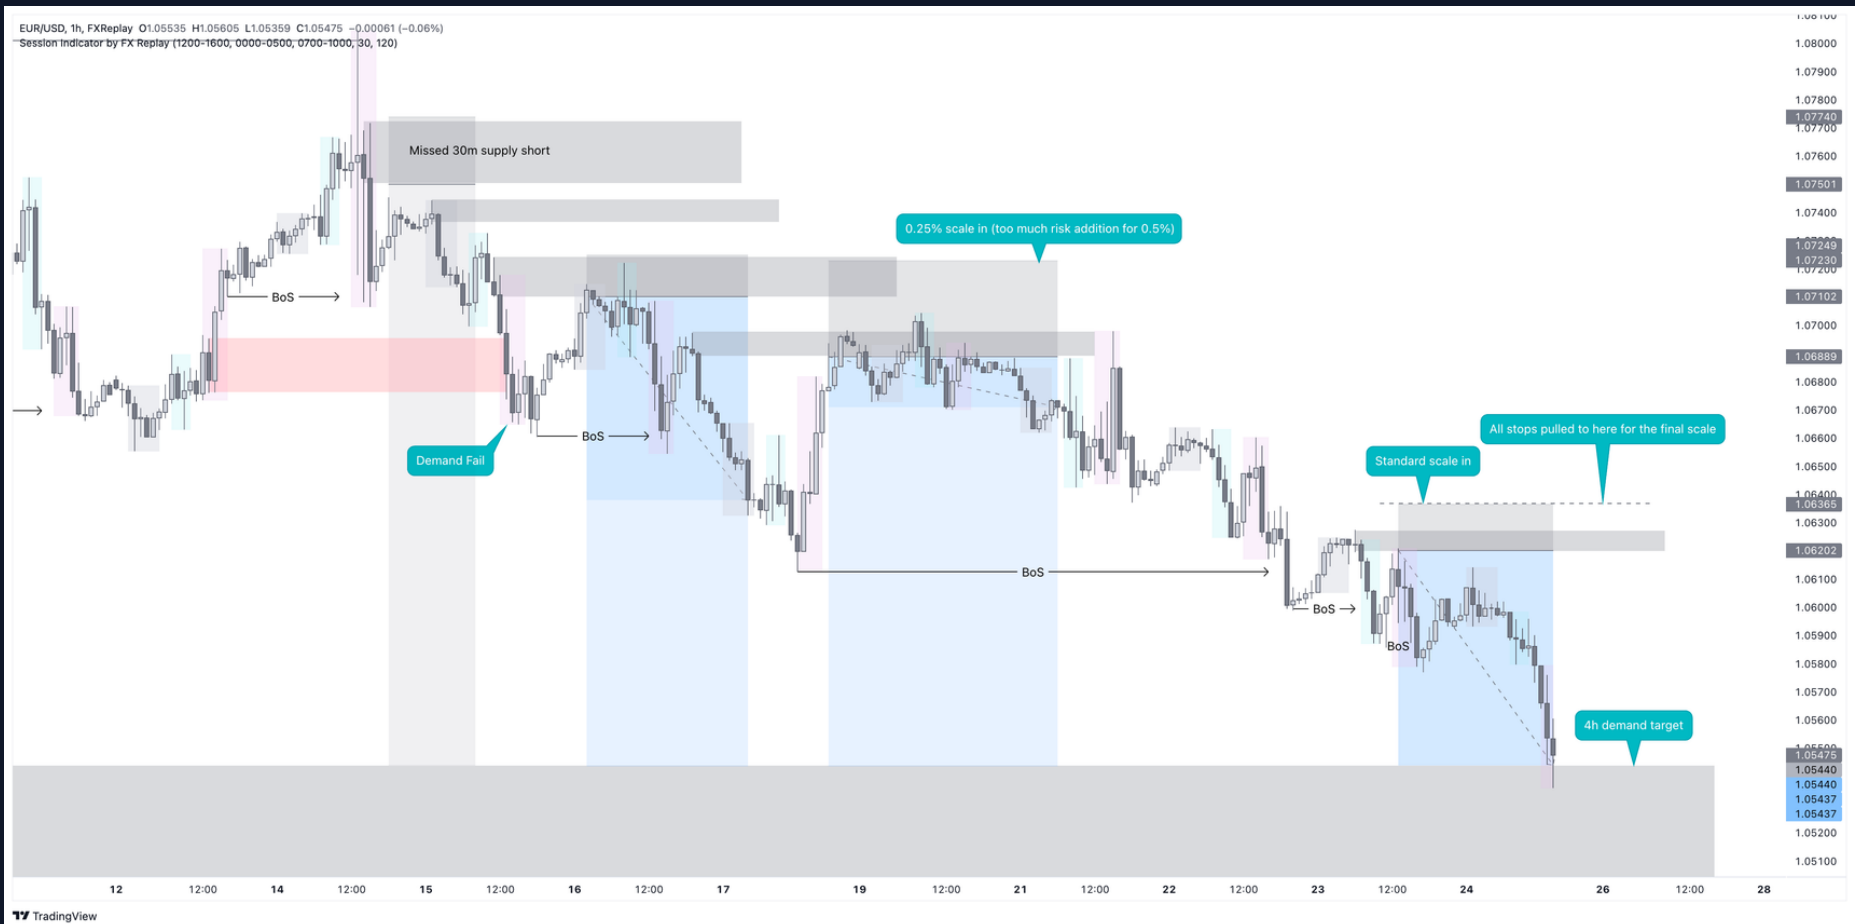 EUR/USD, 1h, FXReplay O1.05535 H1.05605 L1.05359 C1.05475 −0.00061 (−0.06%)
Session Indicator by FX Replay (1200-1600, 0000-0500, 0700-1000, 30, 120)
Missed 30m supply short
0.25% scale in (too much risk addition for 0.5%)
BoS
Demand Fail
BoS
All stops pulled to here for the final scale
Standard scale in
BoS
BoS
BoS
4h demand target
1.08100
1.08000
1.07900
1.07800
1.07740
1.07700
1.07600
1.07501
1.07400
1.07249
1.07230
1.07200
1.07102
1.07000
1.06889
1.06800
1.06700
1.06600
1.06500
1.06400
1.06365
1.06300
1.06202
1.06100
1.06000
1.05900
1.05800
1.05700
1.05600
1.05500
1.05475
1.05440
1.05440
1.05437
1.05437
1.05200
1.05100
12 12:00 14 12:00 15 12:00 16 12:00 17 19 12:00 21 12:00 22 12:00 23 12:00 24 26 12:00 28
TradingView